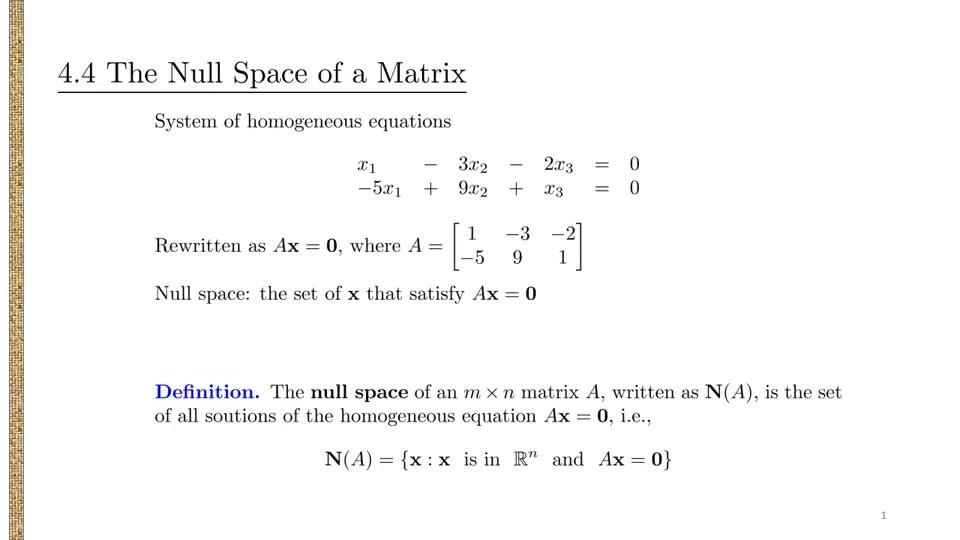 4.4 The Null Space of a Matrix
System of homogeneous equations
x₁ − 3x₂ − 2x₃ = 0
−5x₁ + 9x₂ + x₃ = 0
Rewritten as Ax = 0, where A = [1 −3 −2; −5 9 1]
Null space: the set of x that satisfy Ax = 0
Definition. The null space of an m × n matrix A, written as N(A), is the set
of all soutions of the homogeneous equation Ax = 0, i.e.,
N(A) = {x : x is in ℝⁿ and Ax = 0}
1